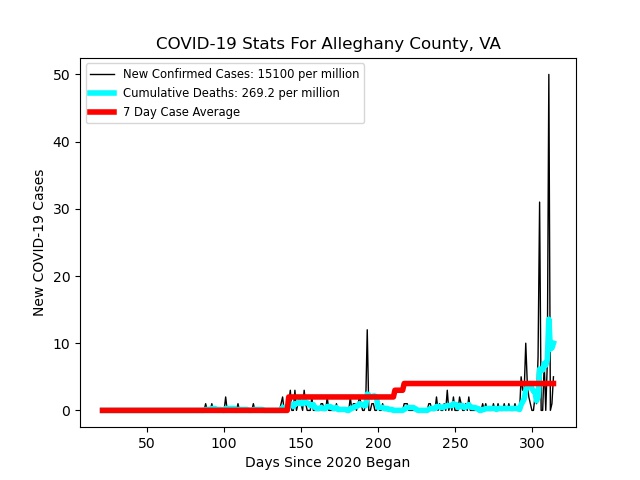 COVID-19 Stats For Alleghany County, VA
New Confirmed Cases: 15100 per million
Cumulative Deaths: 269.2 per million
7 Day Case Average
New COVID-19 Cases
50
40
30
20
10
0
50 100 150 200 250 300
Days Since 2020 Began